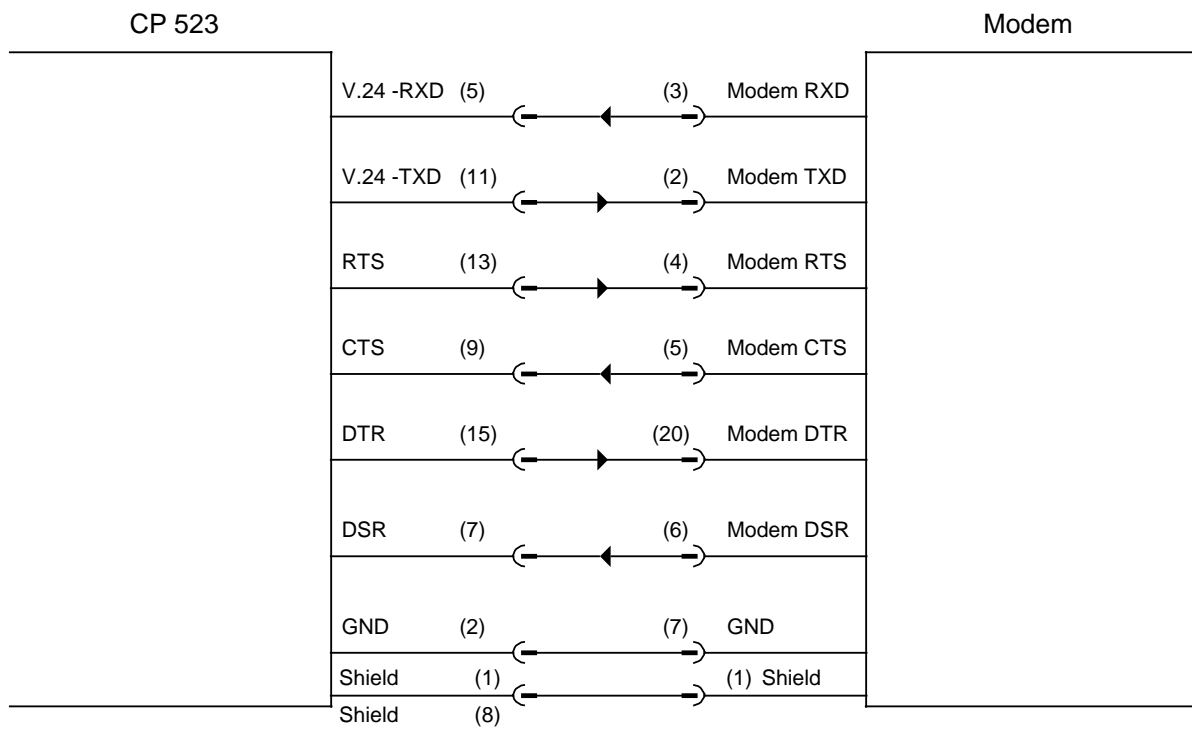 CP 523 Modem
V.24 -RXD (5) (3) Modem RXD
V.24 -TXD (11) (2) Modem TXD
RTS (13) (4) Modem RTS
CTS (9) (5) Modem CTS
DTR (15) (20) Modem DTR
DSR (7) (6) Modem DSR
GND (2) (7) GND
Shield (1) (1) Shield
Shield (8)